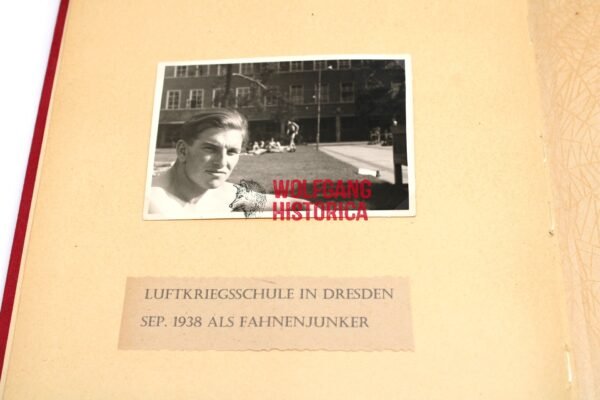 WOLFGANG
HISTORICA
LUFTKRIEGSSCHULE IN DRESDEN
SEP. 1938 ALS FAHNENJUNKER